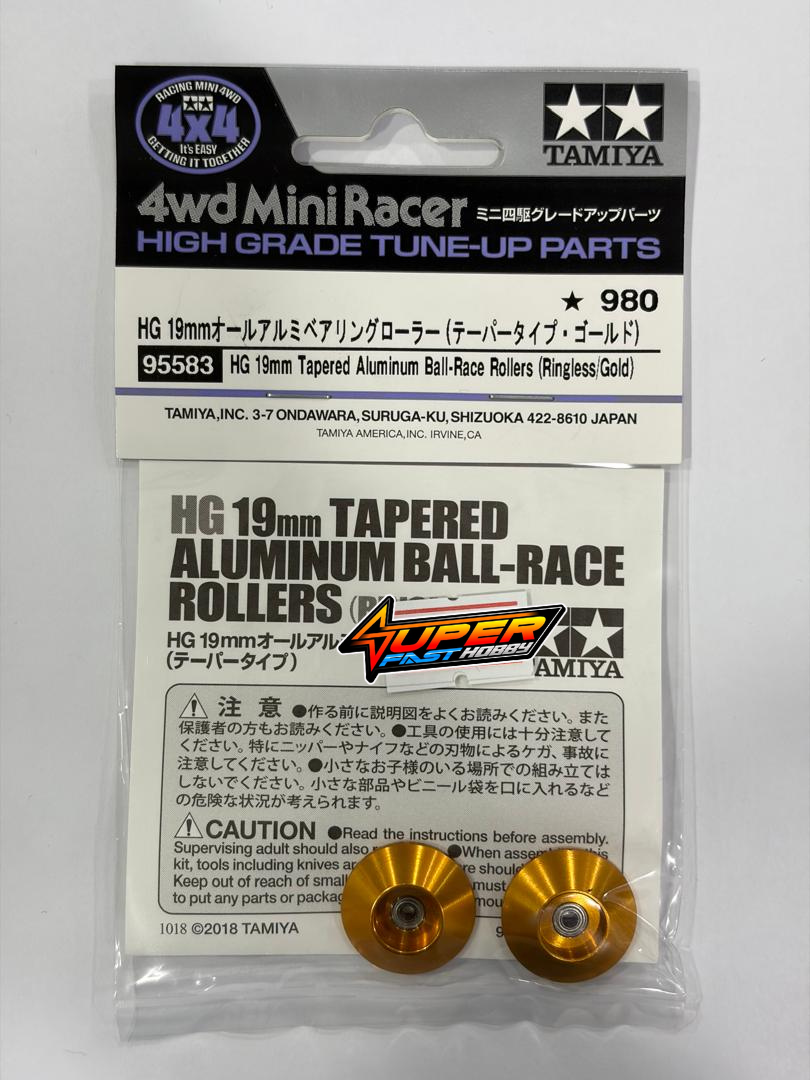 RACING MINI 4WD
4x4
It's EASY
GETTING IT TOGETHER
TAMIYA
4wd Mini Racer ミニ四駆グレードアップパーツ
HIGH GRADE TUNE-UP PARTS
★ 980
HG 19mmオールアルミベアリングローラー(テーパータイプ・ゴールド)
95583 HG 19mm Tapered Aluminum Ball-Race Rollers (Ringless/Gold)
TAMIYA,INC. 3-7 ONDAWARA, SURUGA-KU, SHIZUOKA 422-8610 JAPAN
TAMIYA AMERICA,INC. IRVINE,CA
HG 19mm TAPERED
ALUMINUM BALL-RACE
ROLLERS
SUPER
FAST HOBBY
HG 19mmオールアル
(テーパータイプ)
TAMIYA
注 意 ●作る前に説明図をよくお読みください。また
保護者の方もお読みください。●工具の使用には十分注意して
ください。特にニッパーやナイフなどの刃物によるケガ、事故に
注意してください。●小さなお子様のいる場所での組み立ては
しないでください。小さな部品やビニール袋を口に入れるなど
の危険な状況が考えられます。
CAUTION ●Read the instructions before assembly.
Supervising adult should also ●When this
kit, tools including knives
Keep out of reach of small must
to put any parts or
1018 ©2018 TAMIYA